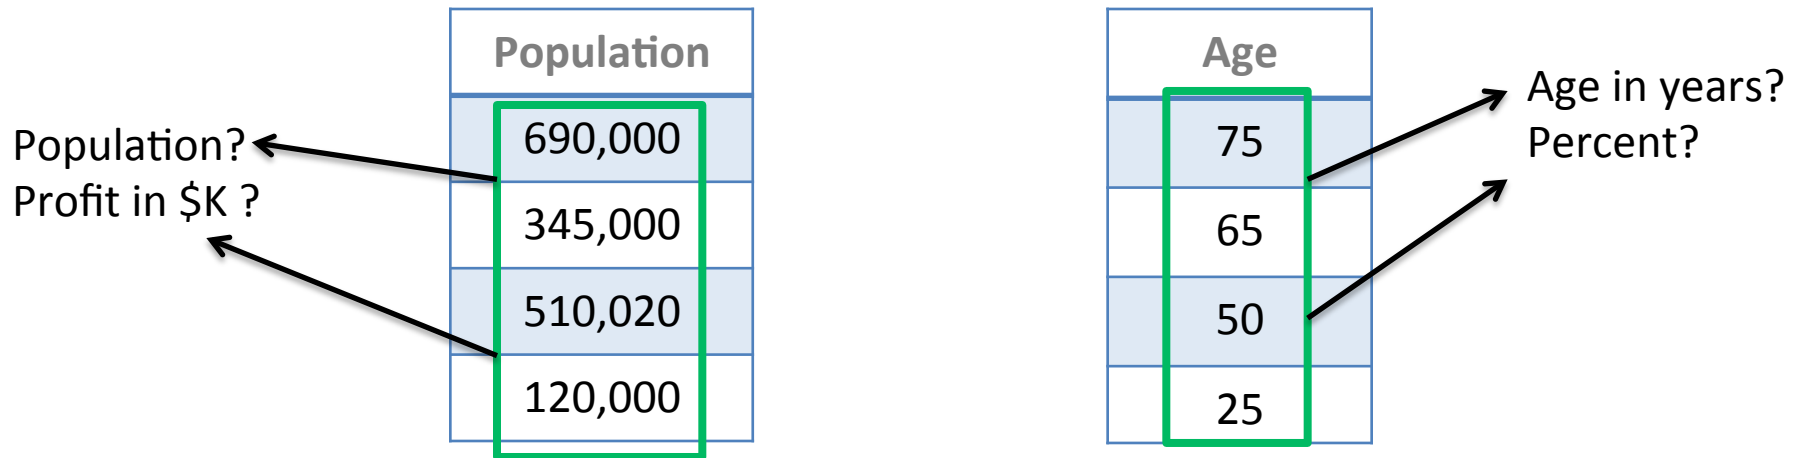 Population?
Profit in $K ?
Population
690,000
345,000
510,020
120,000
Age
75
65
50
25
Age in years?
Percent?